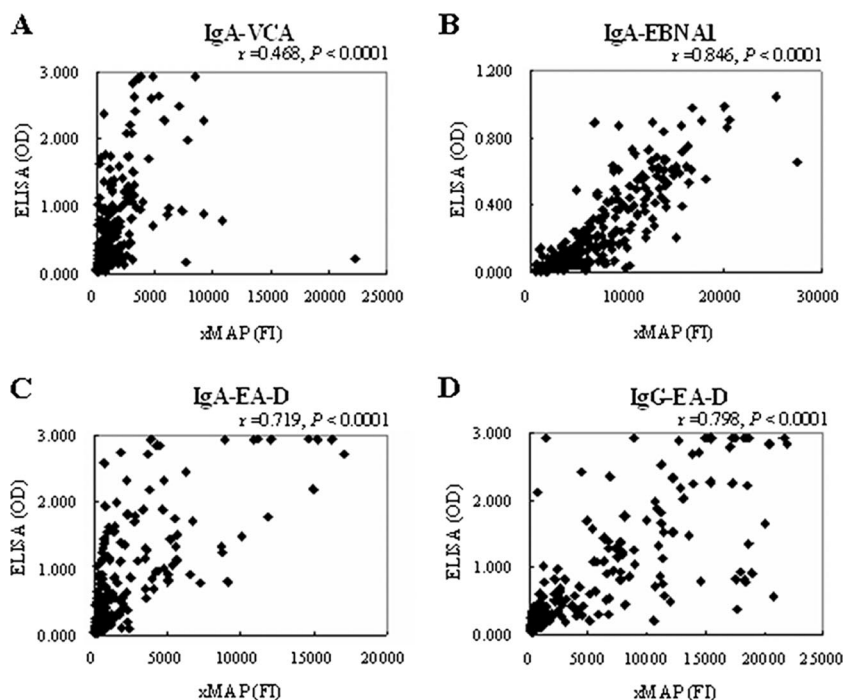 A
IgA-VCA
r =0.468, P < 0.0001
ELISA (OD)
3.000
2.000
1.000
0.000
0 5000 10000 15000 20000 25000
xMAP (FI)
B
IgA-EBNA1
r =0.846, P < 0.0001
ELISA (OD)
1.200
0.800
0.400
0.000
0 10000 20000 30000
xMAP (FI)
C
IgA-EA-D
r =0.719, P < 0.0001
ELISA (OD)
3.000
2.000
1.000
0.000
0 5000 10000 15000 20000
xMAP (FI)
D
IgG-EA-D
r =0.798, P < 0.0001
ELISA (OD)
3.000
2.000
1.000
0.000
0 5000 10000 15000 20000 25000
xMAP (FI)